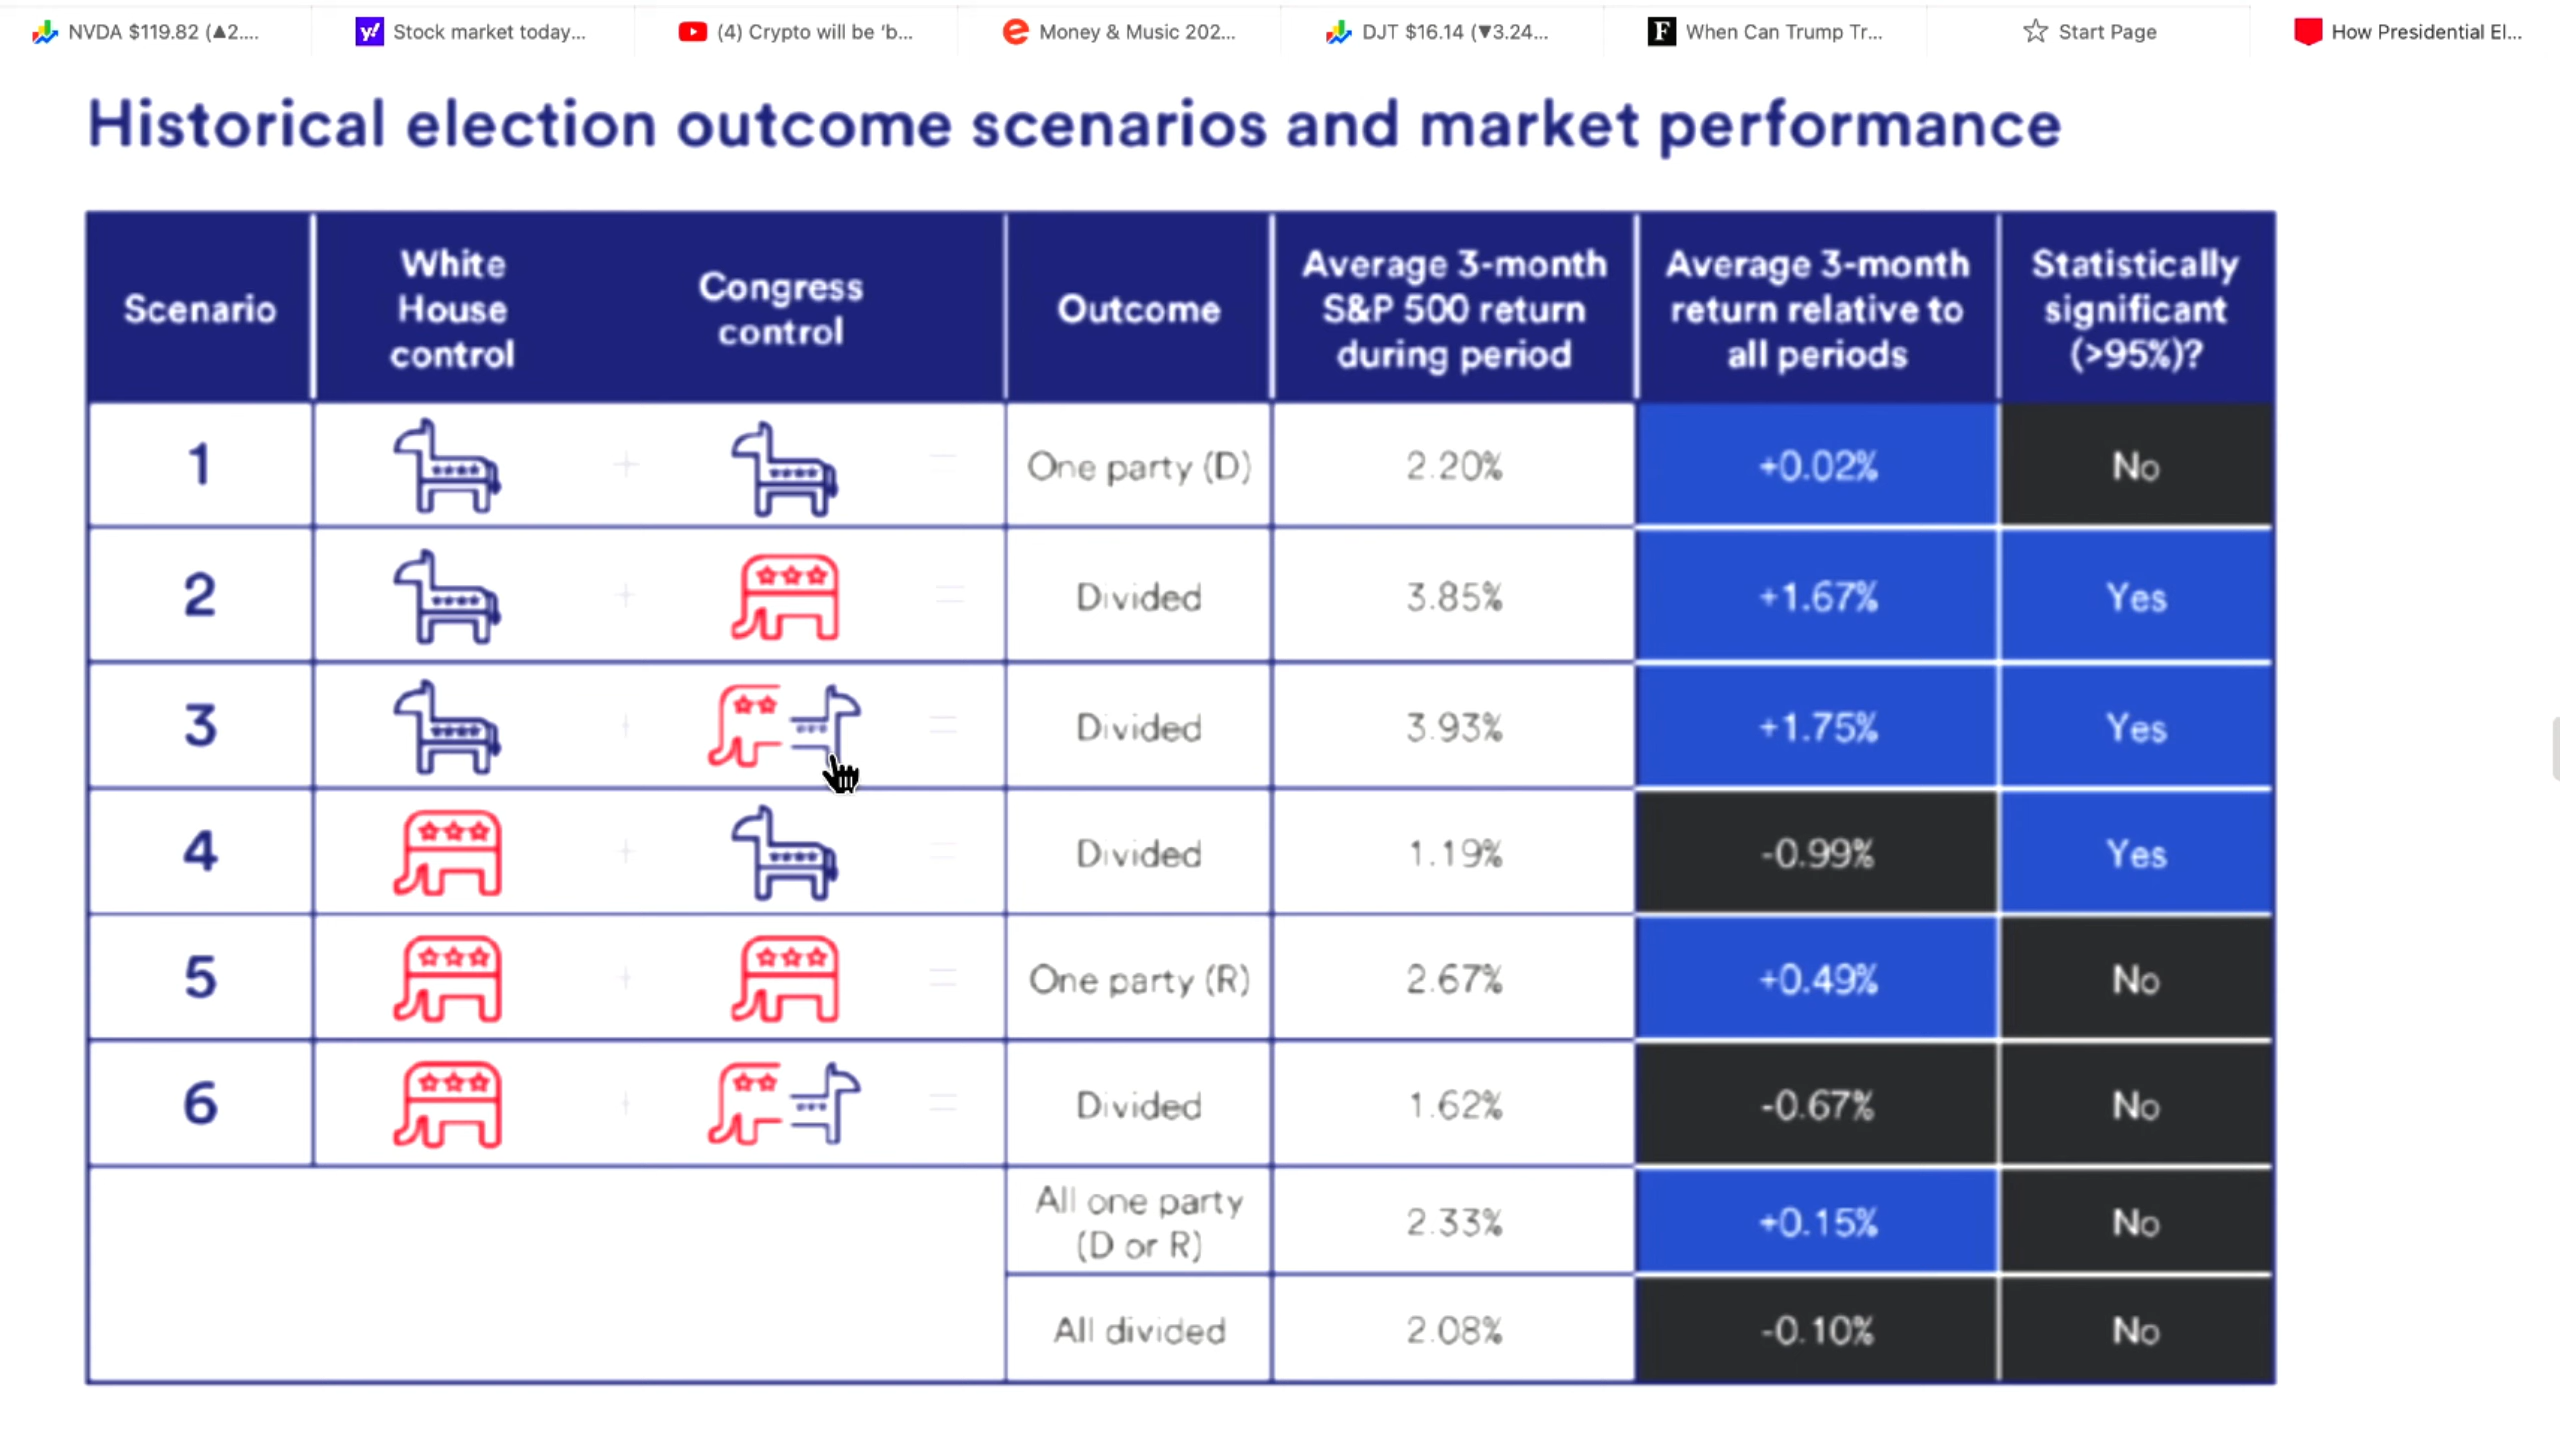 NVDA $119.82 (▲2....
y! Stock market today...
(4) Crypto will be 'b...
e Money & Music 202...
DJT $16.14 (▼3.24...
F When Can Trump Tr...
Start Page
How Presidential El...
Historical election outcome scenarios and market performance
Scenario
White
House
control
Congress
control
Outcome
Average 3-month
S&P 500 return
during period
Average 3-month
return relative to
all periods
Statistically
significant
(>95%)?
1 + = One party (D) 2.20% +0.02% No
2 + = Divided 3.85% +1.67% Yes
3 + = Divided 3.93% +1.75% Yes
4 + = Divided 1.19% -0.99% Yes
5 + = One party (R) 2.67% +0.49% No
6 + = Divided 1.62% -0.67% No
All one party
(D or R)
2.33% +0.15% No
All divided 2.08% -0.10% No